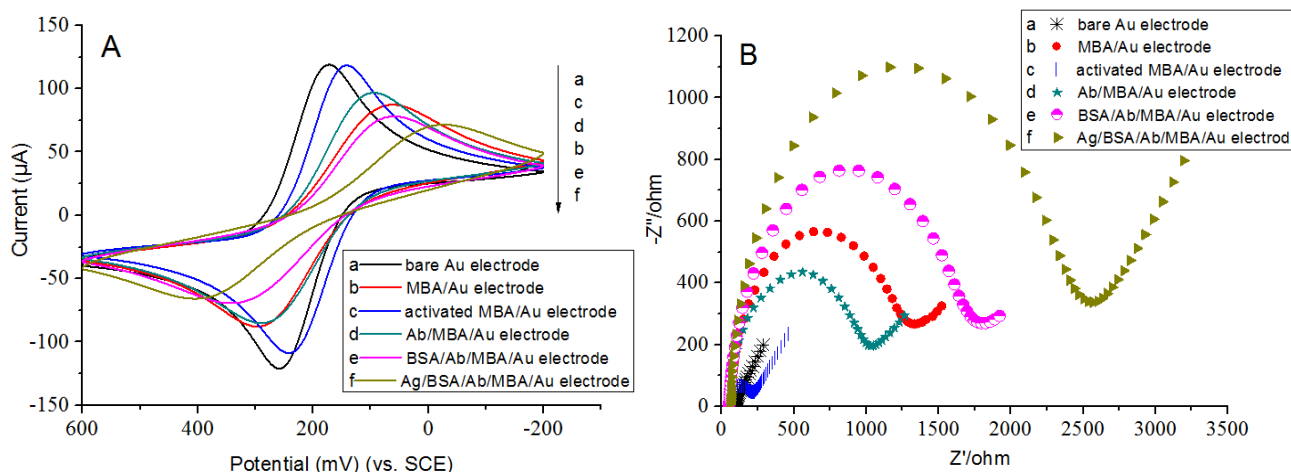 A
150
100
50
0
-50
-100
-150
Current (µA)
600
400
200
0
-200
Potential (mV) (vs. SCE)
a
c
d
b
e
f
a bare Au electrode
b MBA/Au electrode
c activated MBA/Au electrode
d Ab/MBA/Au electrode
e BSA/Ab/MBA/Au electrode
f Ag/BSA/Ab/MBA/Au electrode
B
1200
1000
800
600
400
200
0
-Z''/ohm
0
500
1000
1500
2000
2500
3000
3500
Z'/ohm
a bare Au electrode
b MBA/Au electrode
c activated MBA/Au electrode
d Ab/MBA/Au electrode
e BSA/Ab/MBA/Au electrode
f Ag/BSA/Ab/MBA/Au electrod